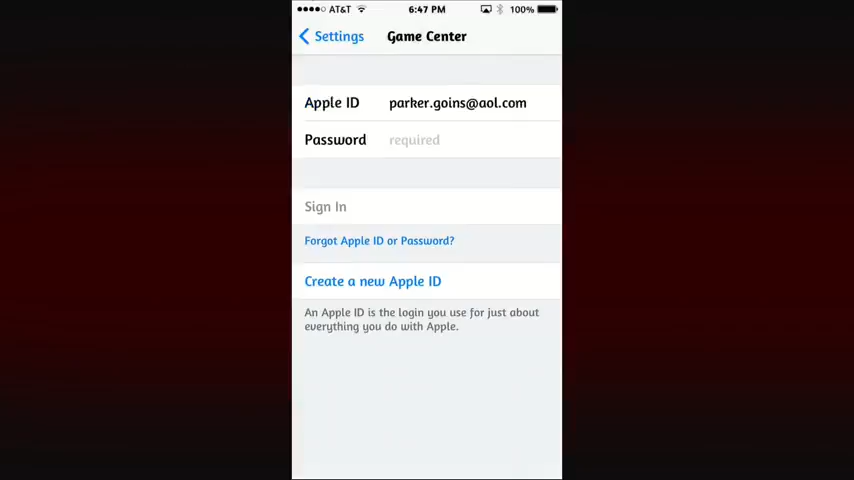 AT&T 6:47 PM 100%
Settings Game Center
Apple ID parker.goins@aol.com
Password required
Sign In
Forgot Apple ID or Password?
Create a new Apple ID
An Apple ID is the login you use for just about
everything you do with Apple.